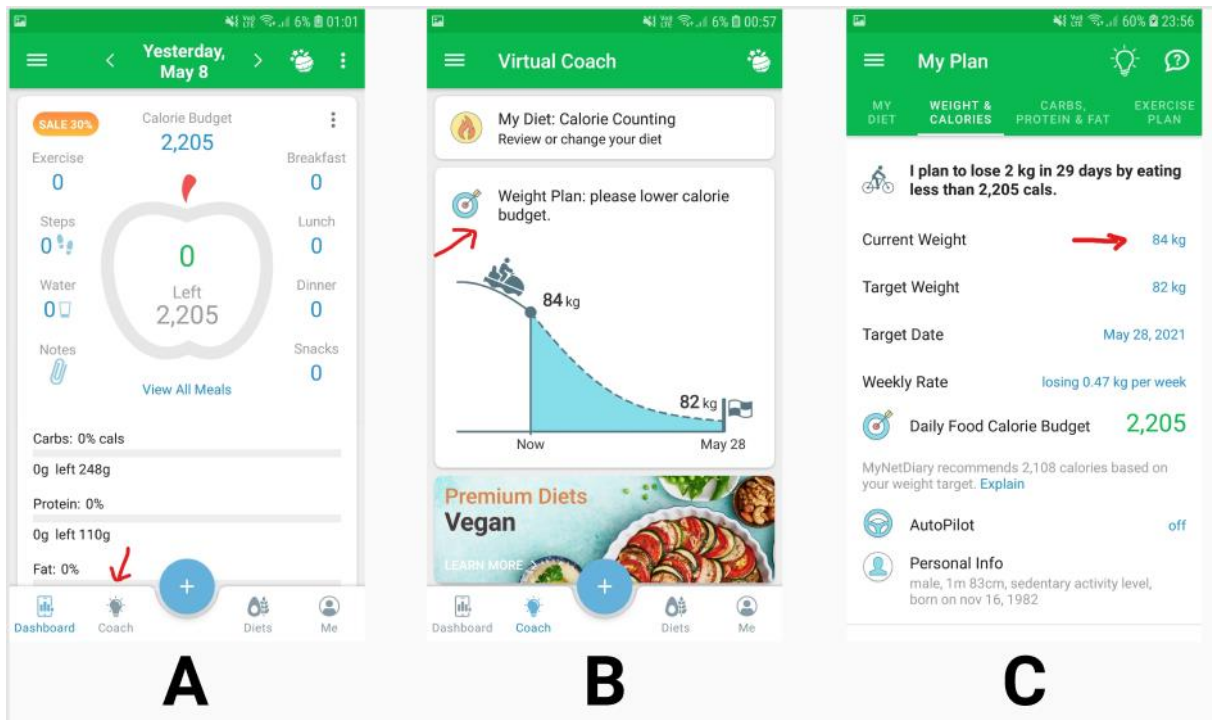 6% 01:01
Yesterday,
May 8
SALE 30%
Calorie Budget
2,205
Exercise
0
Breakfast
0
Steps
0
Lunch
0
0
Left
2,205
Water
0
Dinner
0
Notes
Snacks
0
View All Meals
Carbs: 0% cals
0g left 248g
Protein: 0%
0g left 110g
Fat: 0%
+
Dashboard
Coach
Diets
Me
A
6% 00:57
Virtual Coach
My Diet: Calorie Counting
Review or change your diet
Weight Plan: please lower calorie
budget.
84 kg
82 kg
Now
May 28
Premium Diets
Vegan
LEARN MORE >
+
Dashboard
Coach
Diets
Me
B
60% 23:56
My Plan
?
MY
DIET
WEIGHT &
CALORIES
CARBS,
PROTEIN & FAT
EXERCISE
PLAN
I plan to lose 2 kg in 29 days by eating
less than 2,205 cals.
Current Weight 84 kg
Target Weight 82 kg
Target Date May 28, 2021
Weekly Rate losing 0.47 kg per week
Daily Food Calorie Budget 2,205
MyNetDiary recommends 2,108 calories based on
your weight target. Explain
AutoPilot off
Personal Info
male, 1m 83cm, sedentary activity level,
born on nov 16, 1982
C